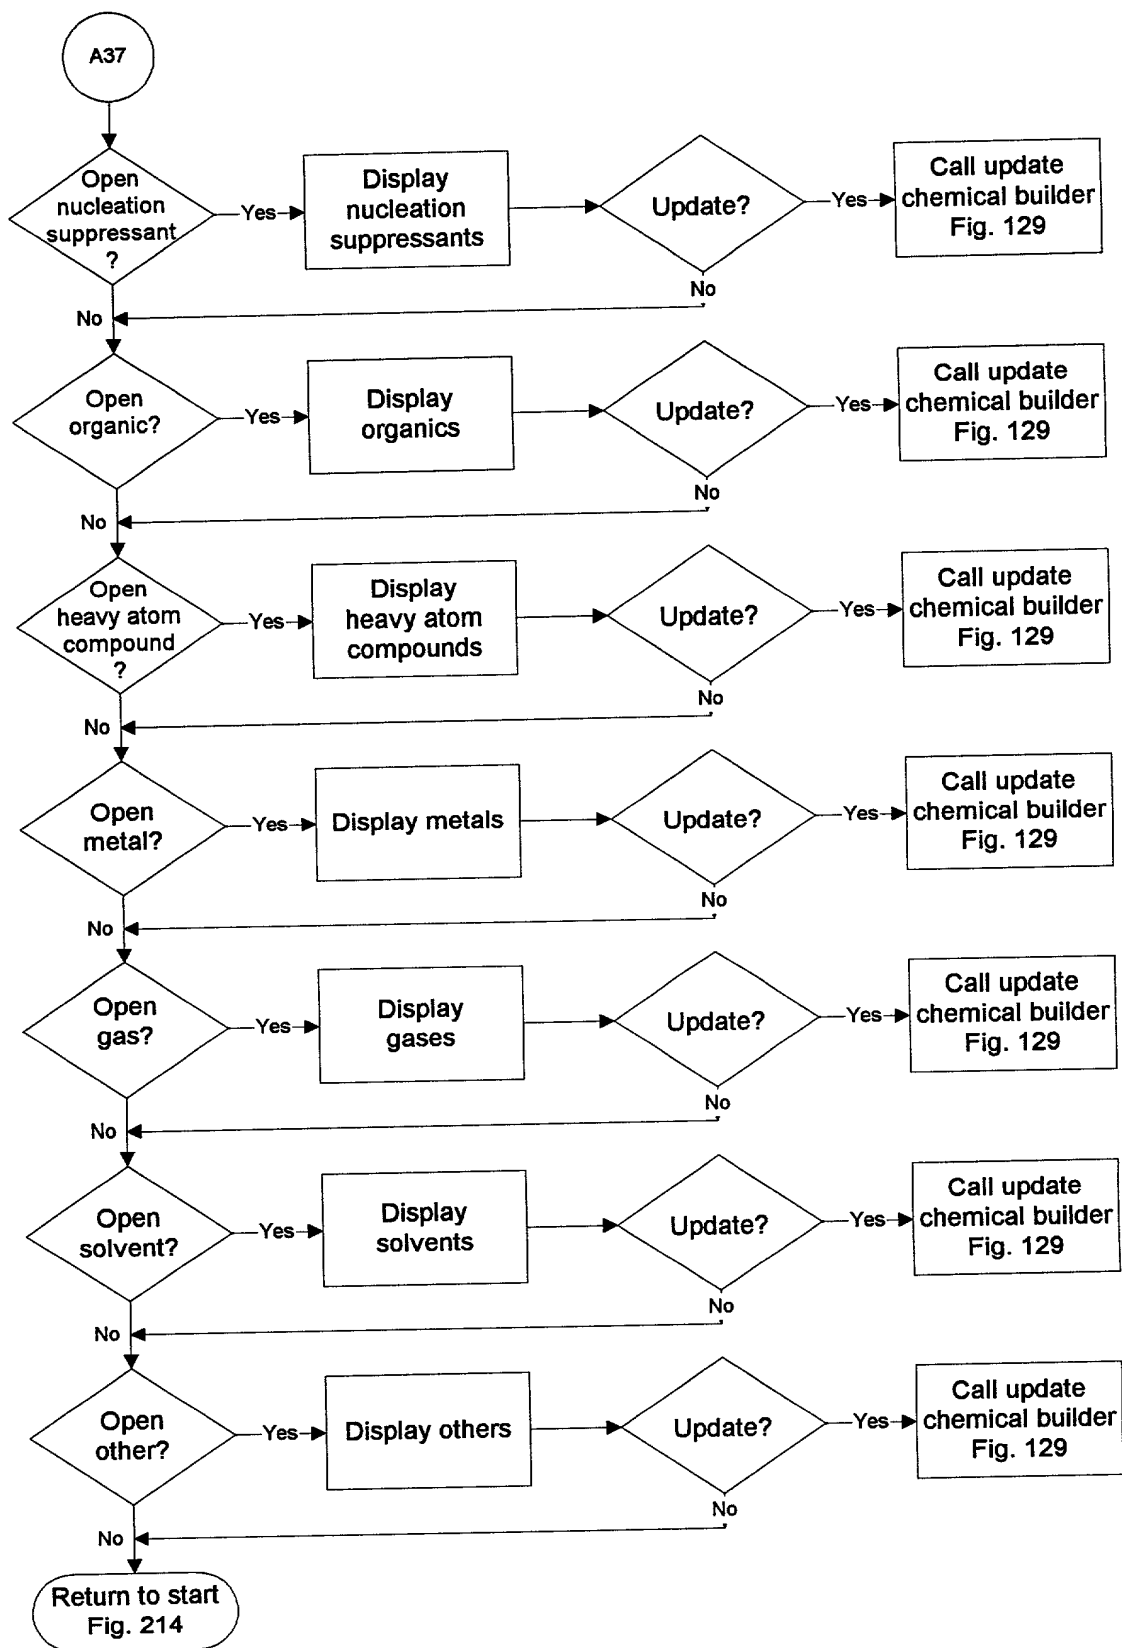 A37
Open
nucleation
suppressant
?
Yes
Display
nucleation
suppressants
Update?
Yes
Call update
chemical builder
Fig. 129
No
No
Open
organic?
Yes
Display
organics
Update?
Yes
Call update
chemical builder
Fig. 129
No
No
Open
heavy atom
compound
?
Yes
Display
heavy atom
compounds
Update?
Yes
Call update
chemical builder
Fig. 129
No
No
Open
metal?
Yes
Display metals
Update?
Yes
Call update
chemical builder
Fig. 129
No
No
Open
gas?
Yes
Display
gases
Update?
Yes
Call update
chemical builder
Fig. 129
No
No
Open
solvent?
Yes
Display
solvents
Update?
Yes
Call update
chemical builder
Fig. 129
No
No
Open
other?
Yes
Display others
Update?
Yes
Call update
chemical builder
Fig. 129
No
No
Return to start
Fig. 214